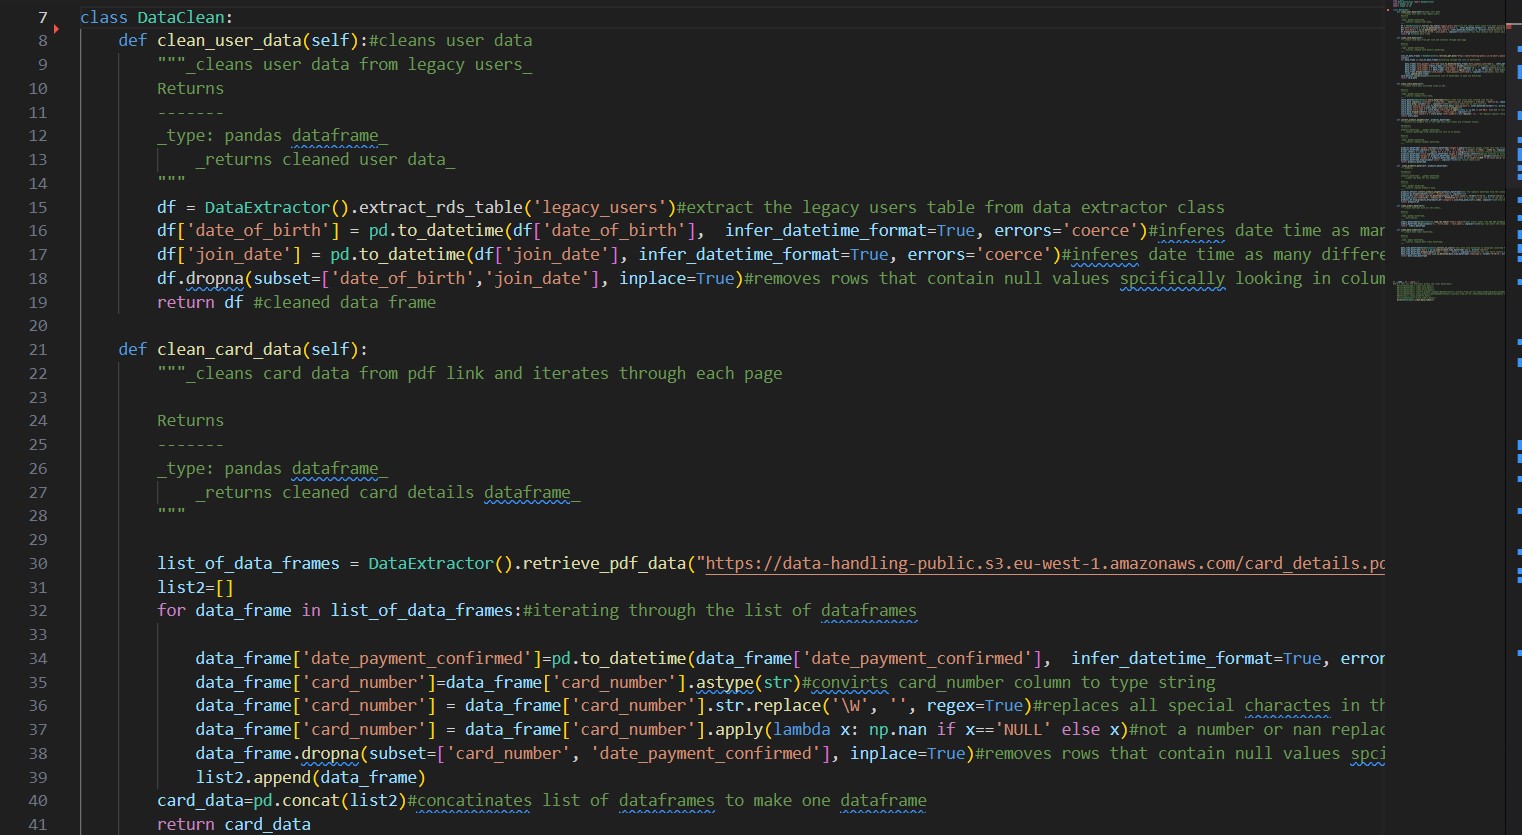 7 class DataClean:
8 def clean_user_data(self):#cleans user data
9 """_cleans user data from legacy users_
10 Returns
11 -------
12 _type: pandas dataframe_
13 _returns cleaned user data_
14 """
15 df = DataExtractor().extract_rds_table('legacy_users')#extract the legacy users table from data extractor class
16 df['date_of_birth'] = pd.to_datetime(df['date_of_birth'],  infer_datetime_format=True, errors='coerce')#inferes date time as mar
17 df['join_date'] = pd.to_datetime(df['join_date'], infer_datetime_format=True, errors='coerce')#inferes date time as many differe
18 df.dropna(subset=['date_of_birth','join_date'], inplace=True)#removes rows that contain null values spcifically looking in colum
19 return df #cleaned data frame
20
21 def clean_card_data(self):
22 """_cleans card data from pdf link and iterates through each page
23
24 Returns
25 -------
26 _type: pandas dataframe_
27 _returns cleaned card details dataframe_
28 """
29
30 list_of_data_frames = DataExtractor().retrieve_pdf_data("https://data-handling-public.s3.eu-west-1.amazonaws.com/card_details.pd
31 list2=[]
32 for data_frame in list_of_data_frames:#iterating through the list of dataframes
33
34 data_frame['date_payment_confirmed']=pd.to_datetime(data_frame['date_payment_confirmed'],  infer_datetime_format=True, error
35 data_frame['card_number']=data_frame['card_number'].astype(str)#convirts card_number column to type string
36 data_frame['card_number'] = data_frame['card_number'].str.replace('\W', '', regex=True)#replaces all special charactes in th
37 data_frame['card_number'] = data_frame['card_number'].apply(lambda x: np.nan if x=='NULL' else x)#not a number or nan replac
38 data_frame.dropna(subset=['card_number', 'date_payment_confirmed'], inplace=True)#removes rows that contain null values spci
39 list2.append(data_frame)
40 card_data=pd.concat(list2)#concatinates list of dataframes to make one dataframe
41 return card_data